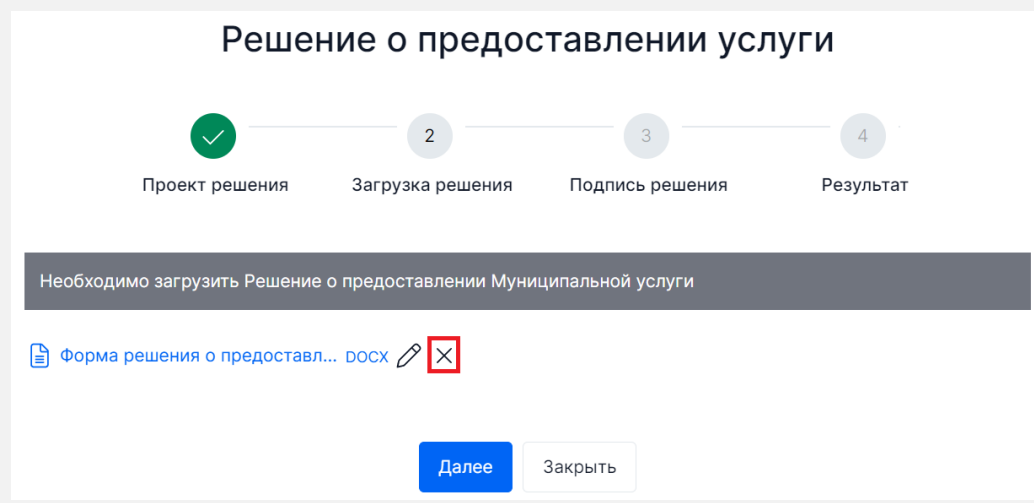 Решение о предоставлении услуги
2 3 4
Проект решения Загрузка решения Подпись решения Результат
Необходимо загрузить Решение о предоставлении Муниципальной услуги
Форма решения о предоставл... DOCX
Далее Закрыть